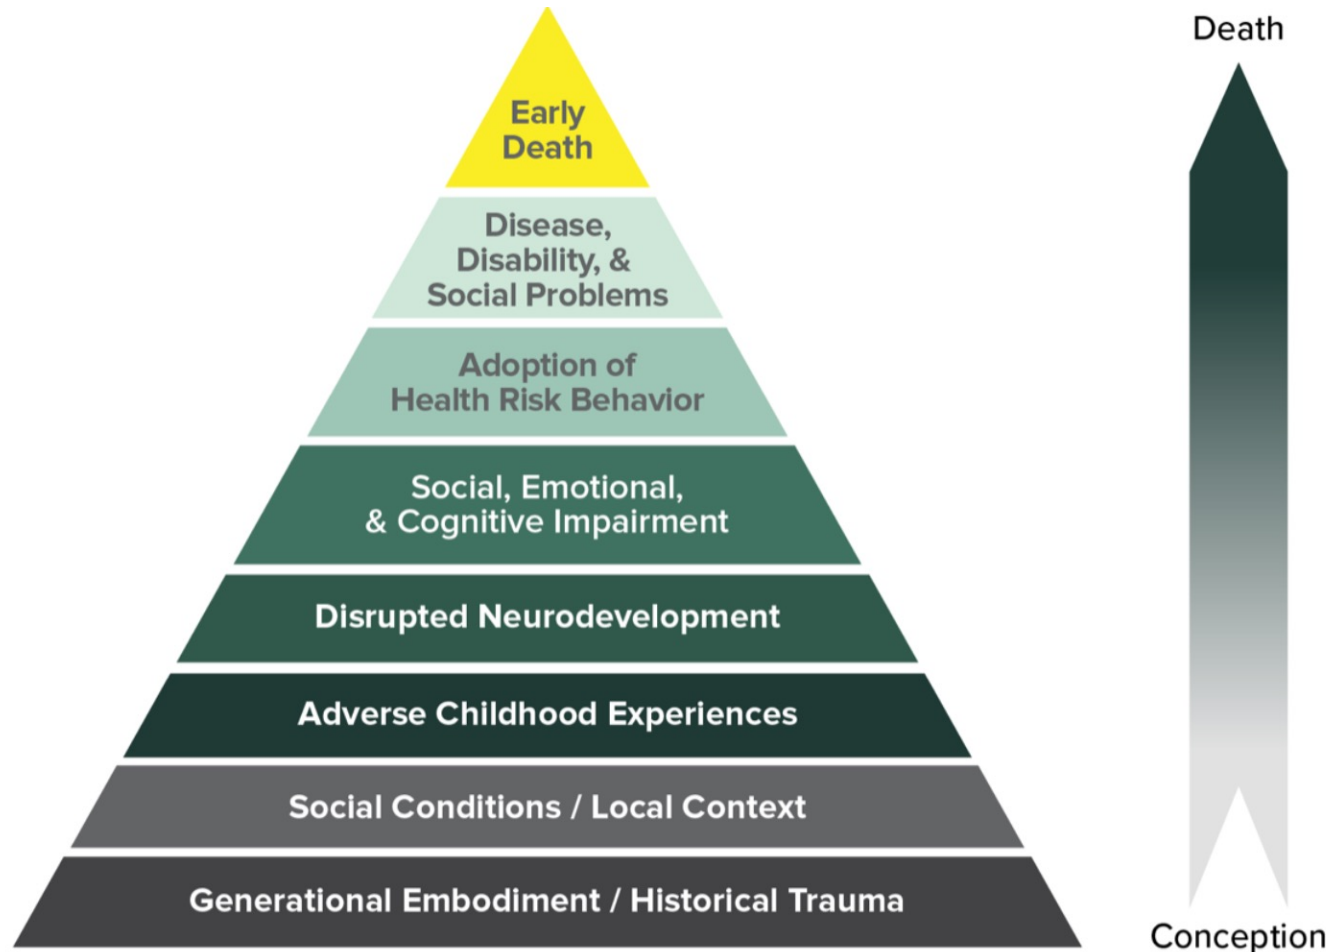 Death
Early
Death
Disease,
Disability, &
Social Problems
Adoption of
Health Risk Behavior
Social, Emotional,
& Cognitive Impairment
Disrupted Neurodevelopment
Adverse Childhood Experiences
Social Conditions / Local Context
Generational Embodiment / Historical Trauma
Conception